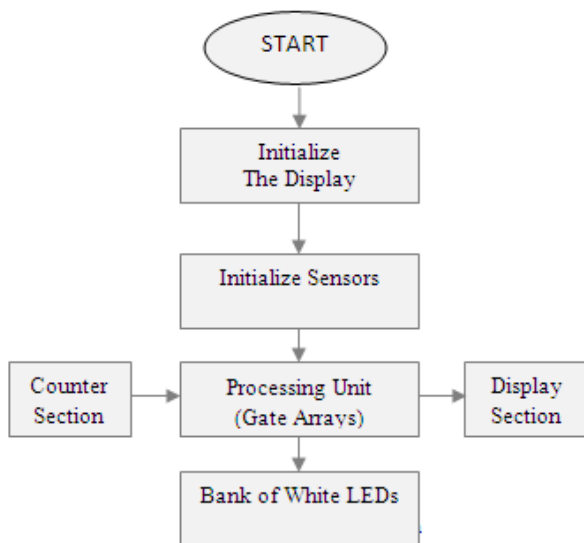 START
Initialize
The Display
Initialize Sensors
Counter
Section
Processing Unit
(Gate Arrays)
Display
Section
Bank of White LEDs